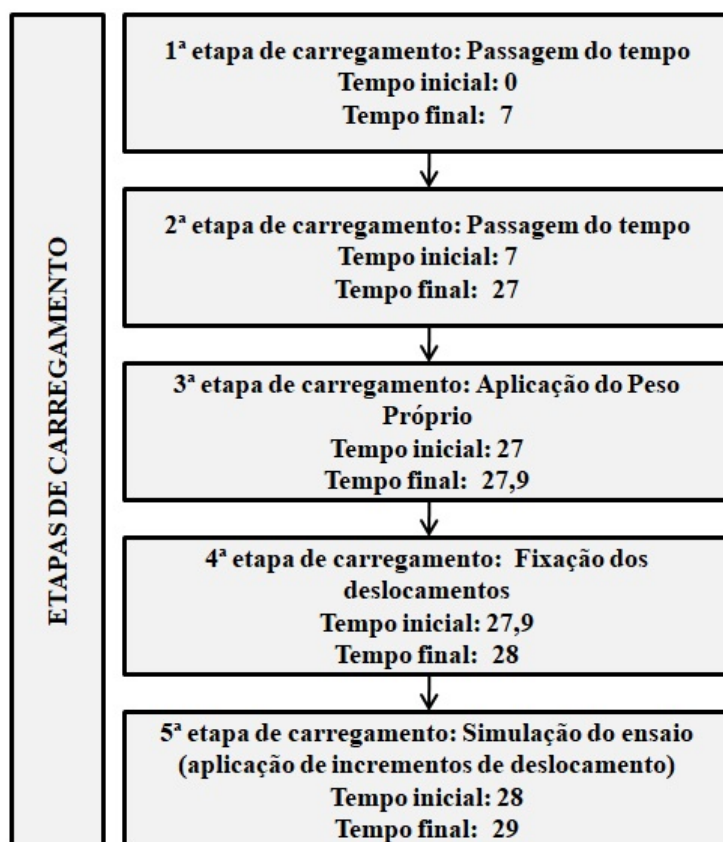 ETAPAS DE CARREGAMENTO
1ª etapa de carregamento: Passagem do tempo
Tempo inicial: 0
Tempo final: 7
2ª etapa de carregamento: Passagem do tempo
Tempo inicial: 7
Tempo final: 27
3ª etapa de carregamento: Aplicação do Peso
Próprio
Tempo inicial: 27
Tempo final: 27,9
4ª etapa de carregamento: Fixação dos
deslocamentos
Tempo inicial: 27,9
Tempo final: 28
5ª etapa de carregamento: Simulação do ensaio
(aplicação de incrementos de deslocamento)
Tempo inicial: 28
Tempo final: 29